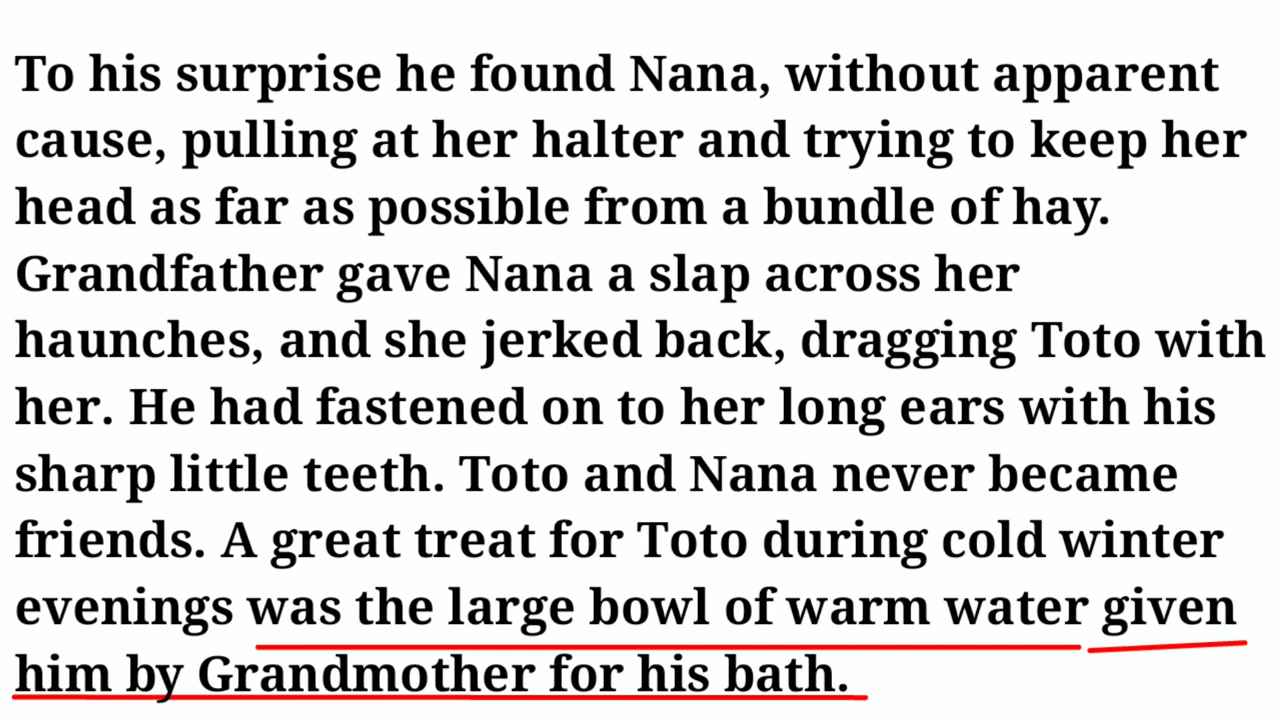 To his surprise he found Nana, without apparent
cause, pulling at her halter and trying to keep her
head as far as possible from a bundle of hay.
Grandfather gave Nana a slap across her
haunches, and she jerked back, dragging Toto with
her. He had fastened on to her long ears with his
sharp little teeth. Toto and Nana never became
friends. A great treat for Toto during cold winter
evenings was the large bowl of warm water given
him by Grandmother for his bath.